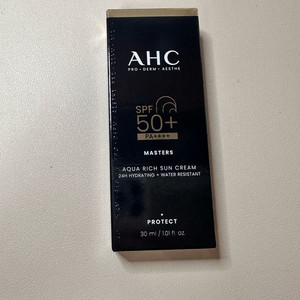 AHC
PRO • DERM • AESTHE
SPF
50+
PA++++
MASTERS
AQUA RICH SUN CREAM
24H HYDRATING + WATER RESISTANT
PROTECT
30 ml / 1.01 fl. oz.